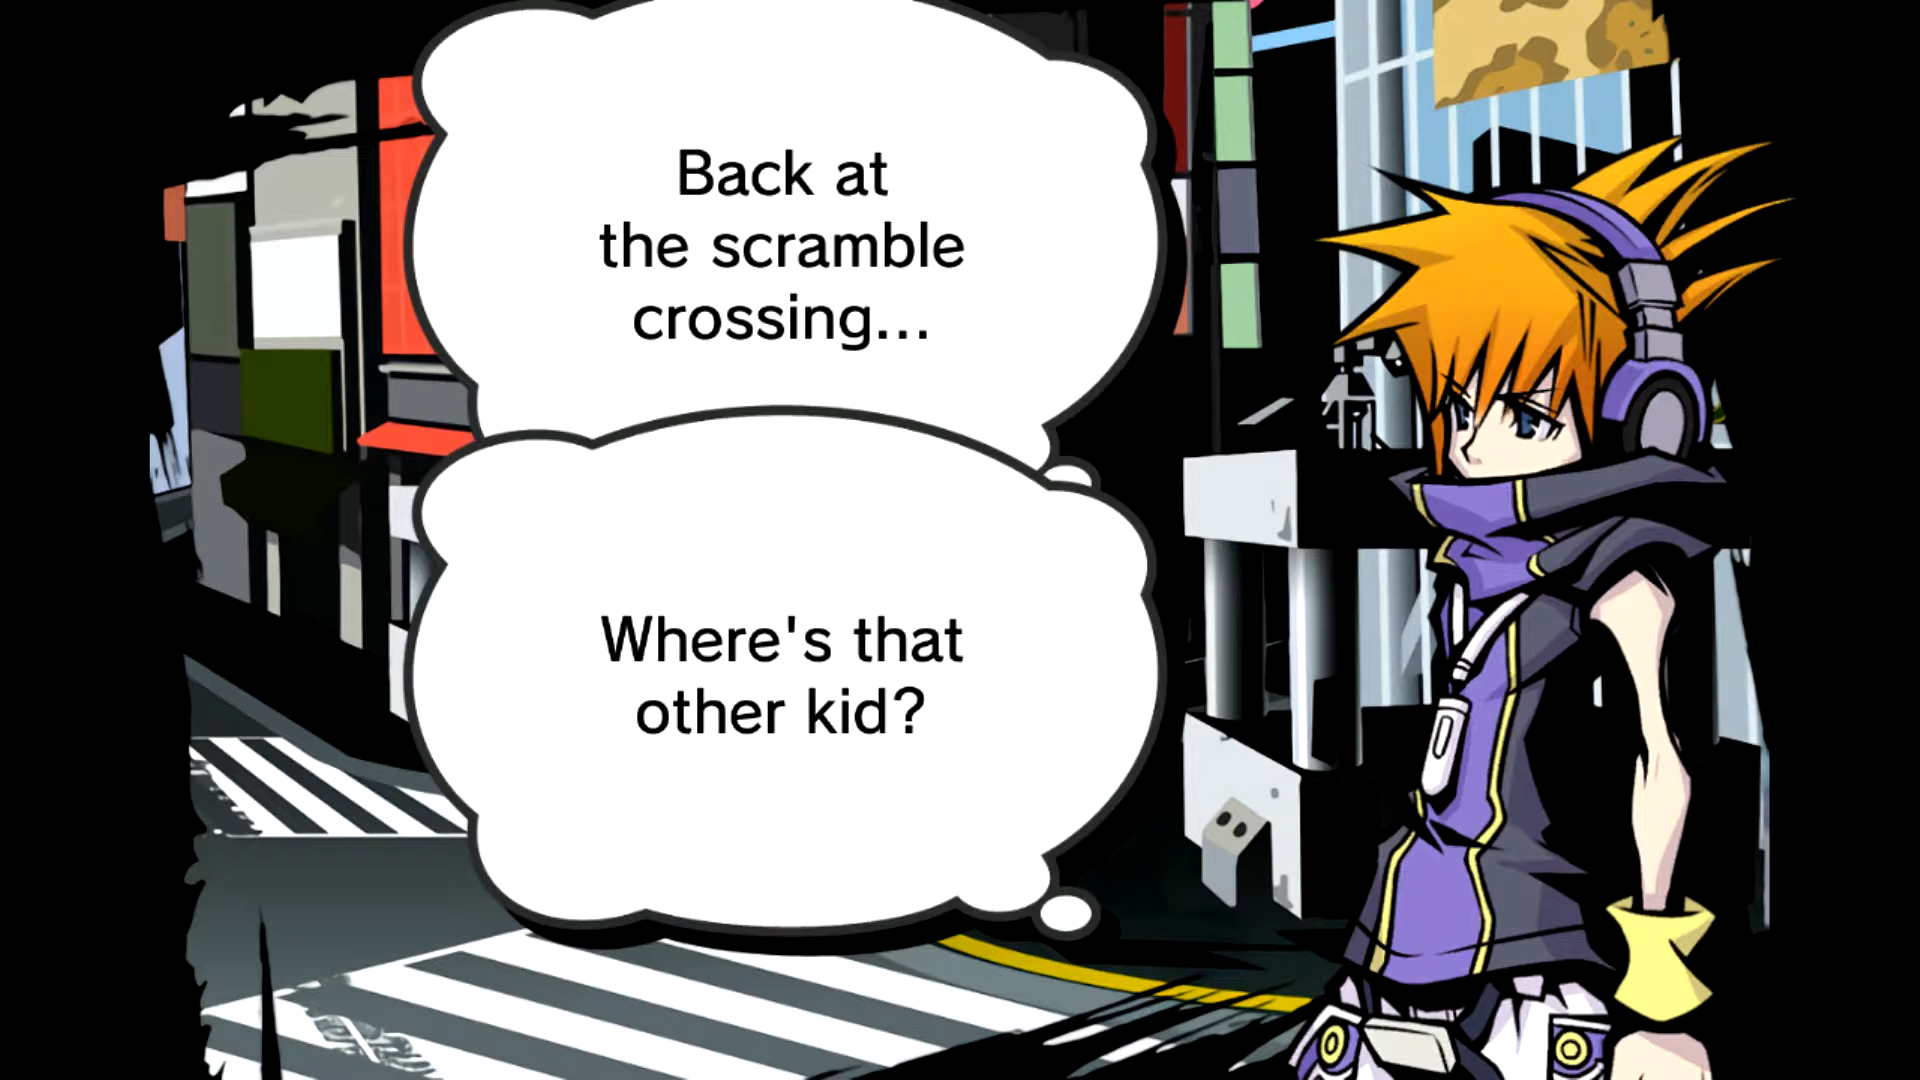 Back at
the scramble
crossing...
Where's that
other kid?